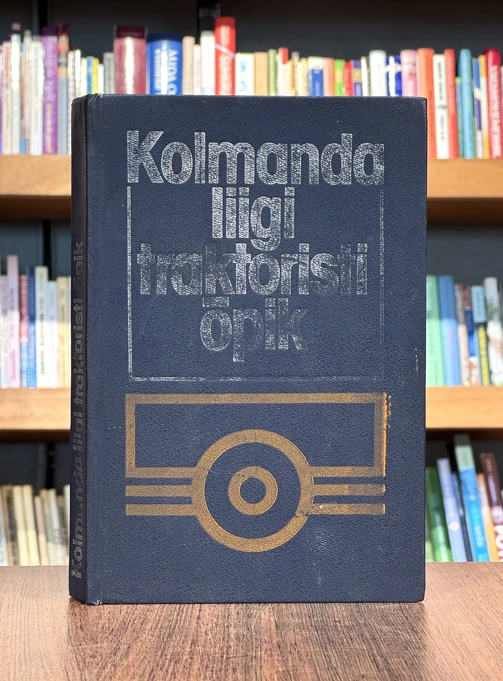 Kolmanda
liigi
traktoristi
õpik
Kolmanda liigi traktoristi õpik